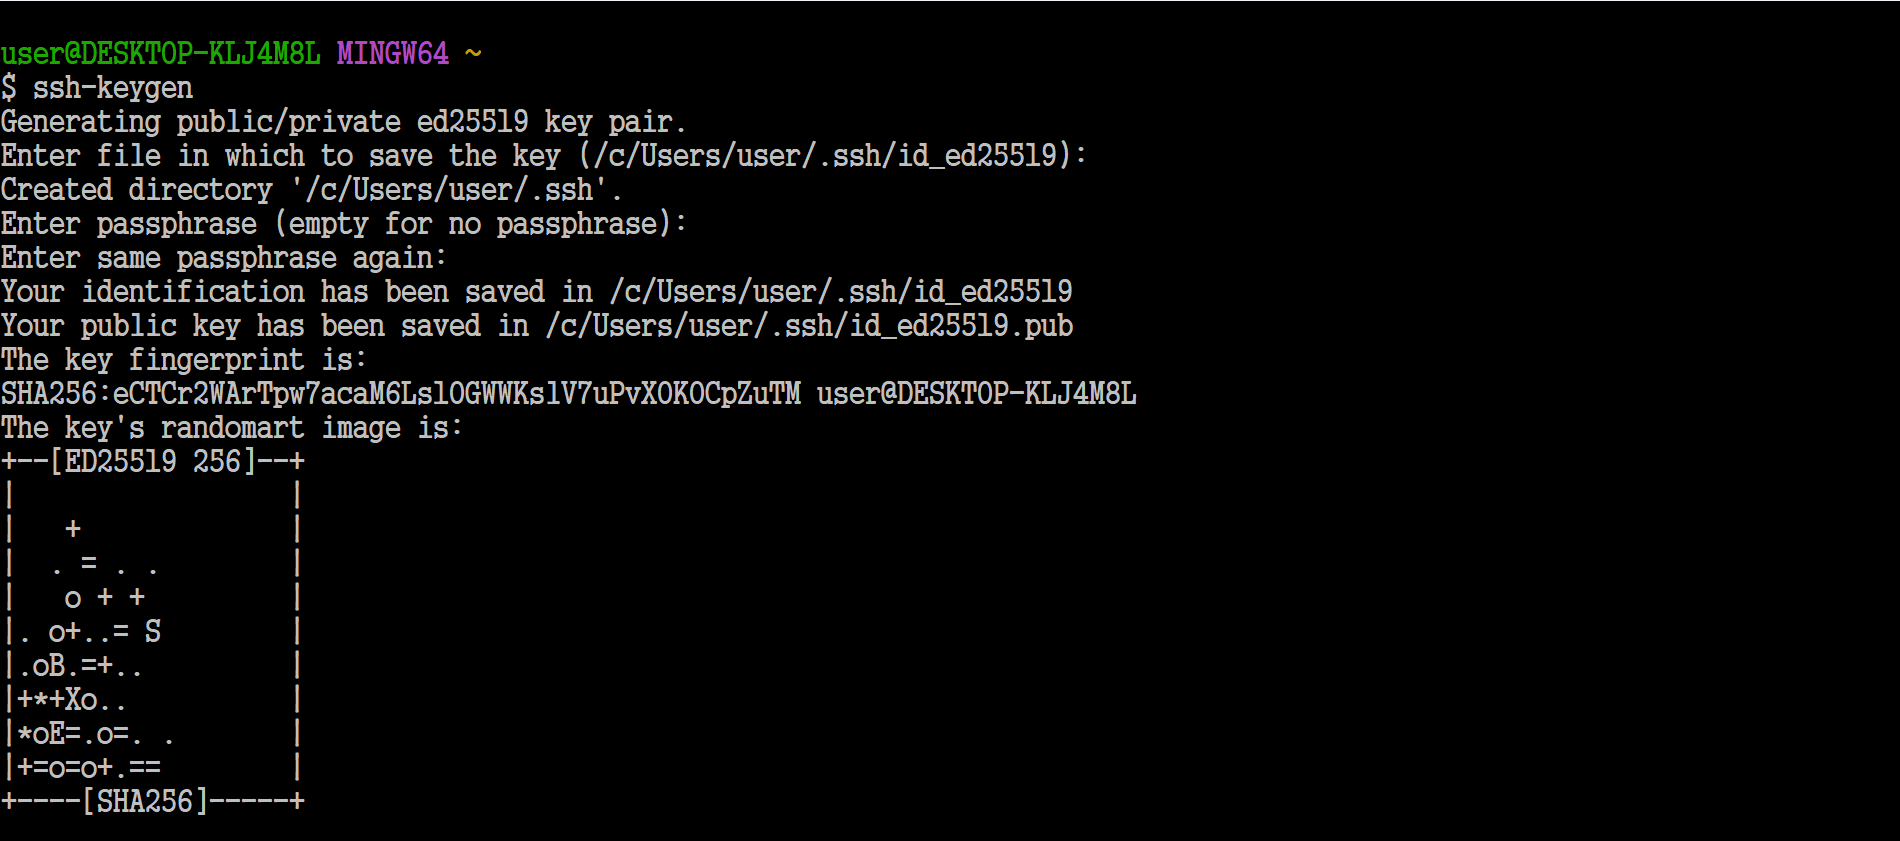 user@DESKTOP-KLJ4M8L MINGW64 ~
$ ssh-keygen
Generating public/private ed25519 key pair.
Enter file in which to save the key (/c/Users/user/.ssh/id_ed25519):
Created directory '/c/Users/user/.ssh'.
Enter passphrase (empty for no passphrase):
Enter same passphrase again:
Your identification has been saved in /c/Users/user/.ssh/id_ed25519
Your public key has been saved in /c/Users/user/.ssh/id_ed25519.pub
The key fingerprint is:
SHA256:eCTCr2WArTpw7acaM6Lsl0GWWKslV7uPvX0K0CpZuTM user@DESKTOP-KLJ4M8L
The key's randomart image is:
+--[ED25519 256]--+
|                 |
|   +             |
|  . = . .        |
|   o + +         |
|. o+..= S        |
|.oB.=+..         |
|+*+Xo..          |
|*oE=.o=. .       |
|+=o=o+.==        |
+----[SHA256]-----+